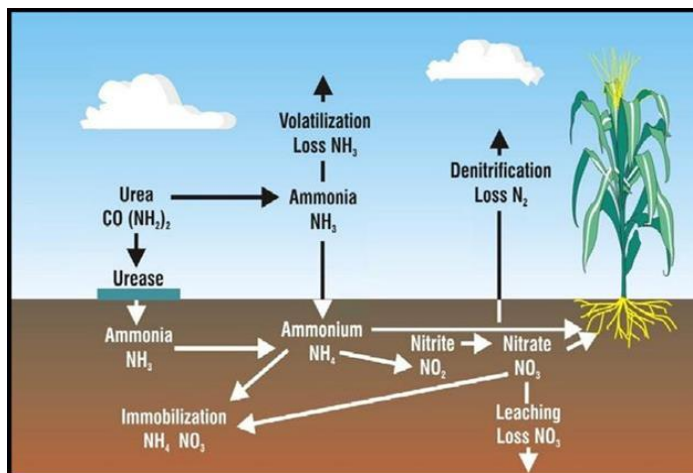 Volatilization
Loss NH₃
Denitrification
Loss N₂
Urea
CO (NH₂)₂
Ammonia
NH₃
Urease
Ammonia
NH₃
Ammonium
NH₄
Nitrite
NO₂
Nitrate
NO₃
Immobilization
NH₄ NO₃
Leaching
Loss NO₃